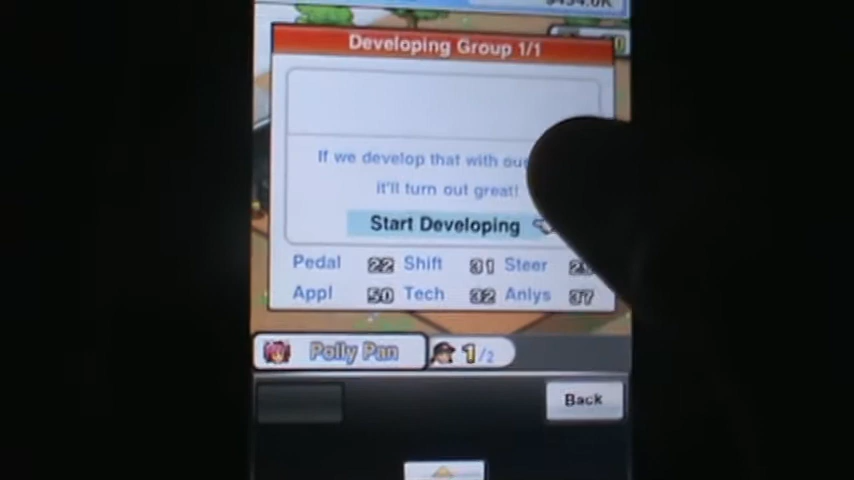 Developing Group 1/1
If we develop that with
it'll turn out great!
Start Developing
Pedal 22 Shift 31 Steer
Appl 50 Tech 32 Anlys 37
Polly Pan 1/2
Back